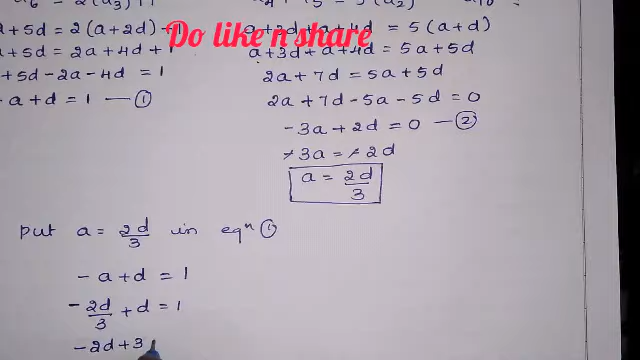 a + 5d = 2(a+2d) + 1
+ 5d = 2a + 4d + 1
+ 5d - 2a - 4d = 1
- a + d = 1 — ①
Do like n share
= 5(a+d)
a + 3d + a + 4d = 5a + 5d
2a + 7d = 5a + 5d
2a + 7d - 5a - 5d = 0
- 3a + 2d = 0 — ②
- 3a = - 2d
a = 2d/3
Put a = 2d/3 in eqⁿ ①
- a + d = 1
- 2d/3 + d = 1
- 2d + 3